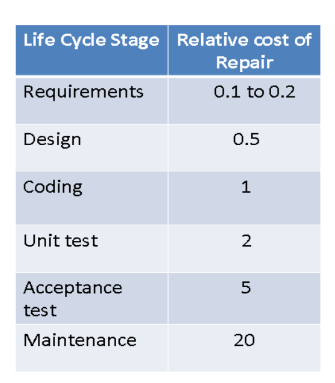 Life Cycle Stage Relative cost of
Repair
Requirements 0.1 to 0.2
Design 0.5
Coding 1
Unit test 2
Acceptance 5
test
Maintenance 20